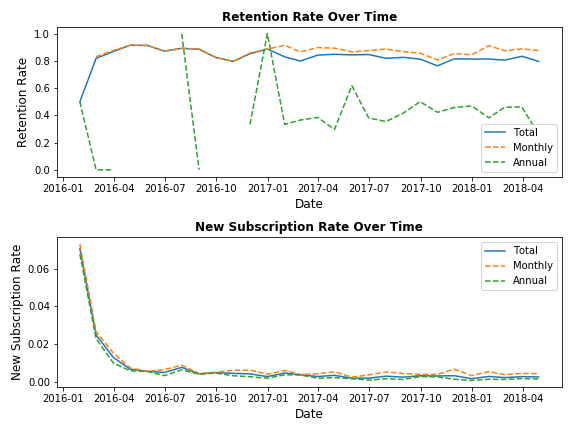 Retention Rate Over Time
1.0
0.8
0.6
0.4
0.2
0.0
Retention Rate
Total
Monthly
Annual
2016-01 2016-04 2016-07 2016-10 2017-01 2017-04 2017-07 2017-10 2018-01 2018-04
Date
New Subscription Rate Over Time
0.06
0.04
0.02
0.00
New Subscription Rate
Total
Monthly
Annual
2016-01 2016-04 2016-07 2016-10 2017-01 2017-04 2017-07 2017-10 2018-01 2018-04
Date